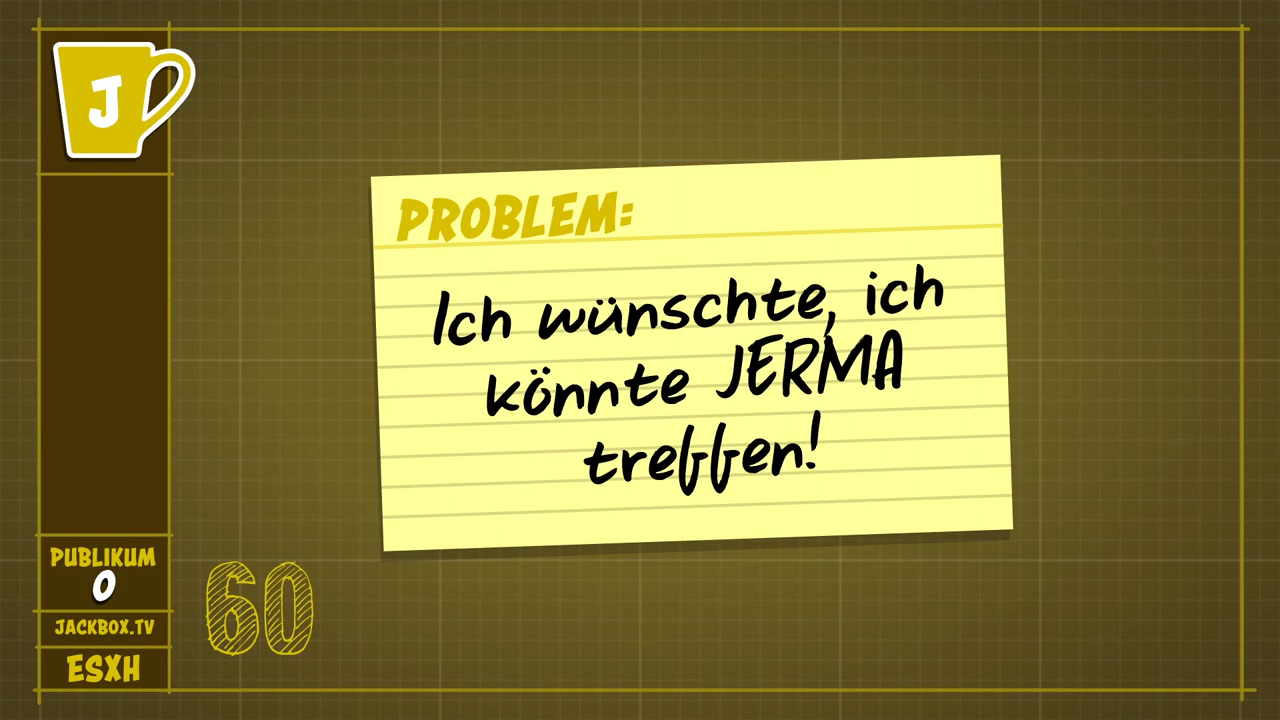 J
PROBLEM:
Ich wünschte, ich
könnte JERMA
treffen!
PUBLIKUM
0
JACKBOX.TV
ESXH
60